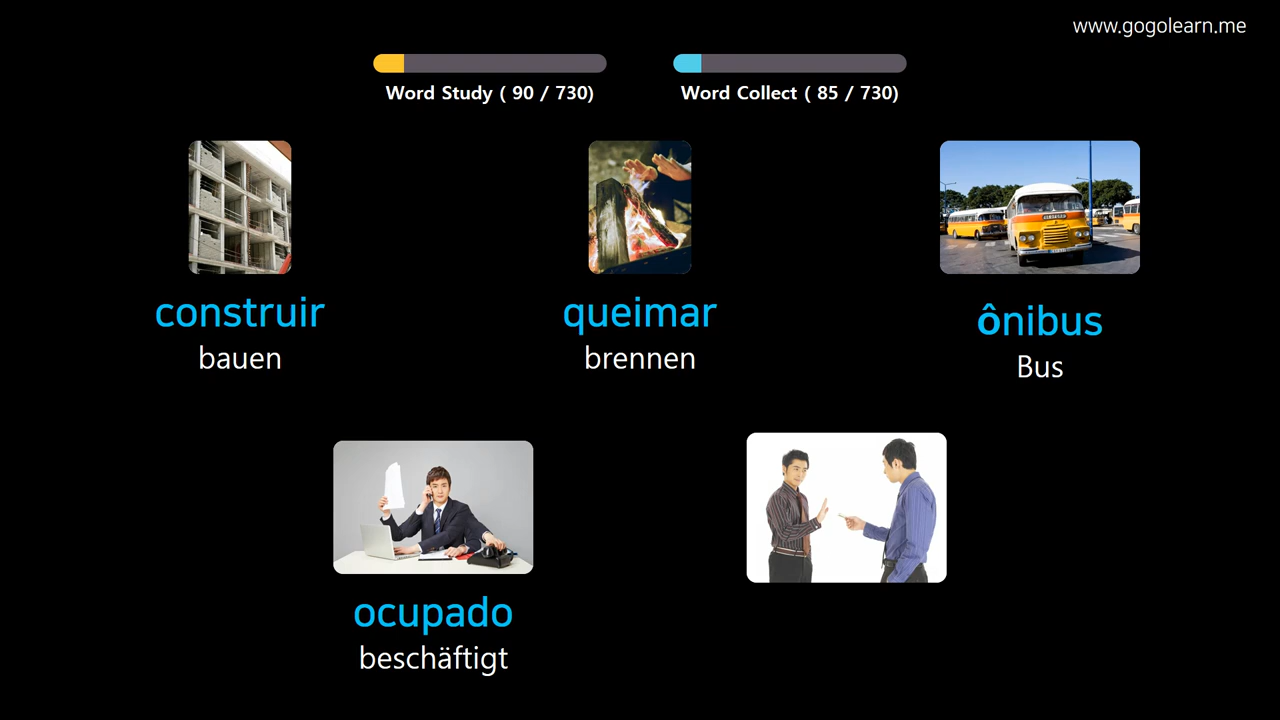 www.gogolearn.me
Word Study ( 90 / 730)
Word Collect ( 85 / 730)
construir
bauen
queimar
brennen
ônibus
Bus
ocupado
beschäftigt